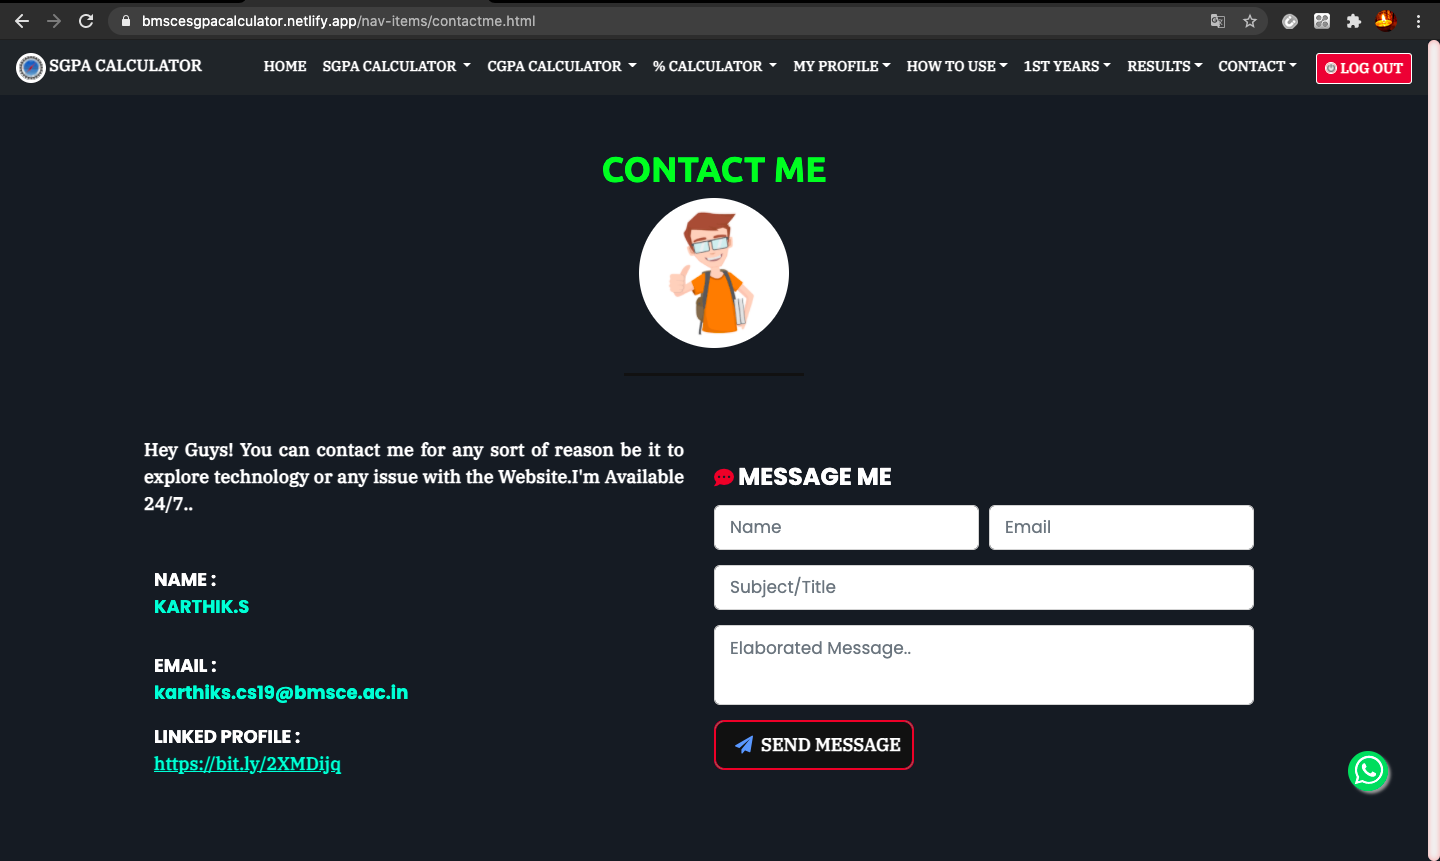 bmscesgpacalculator.netlify.app/nav-items/contactme.html
SGPA CALCULATOR HOME SGPA CALCULATOR CGPA CALCULATOR % CALCULATOR MY PROFILE HOW TO USE 1ST YEARS RESULTS CONTACT LOG OUT
CONTACT ME
Hey Guys! You can contact me for any sort of reason be it to
explore technology or any issue with the Website.I'm Available
24/7..
NAME :
KARTHIK.S
EMAIL :
karthiks.cs19@bmsce.ac.in
LINKED PROFILE :
https://bit.ly/2XMDijq
MESSAGE ME
Name Email
Subject/Title
Elaborated Message..
SEND MESSAGE